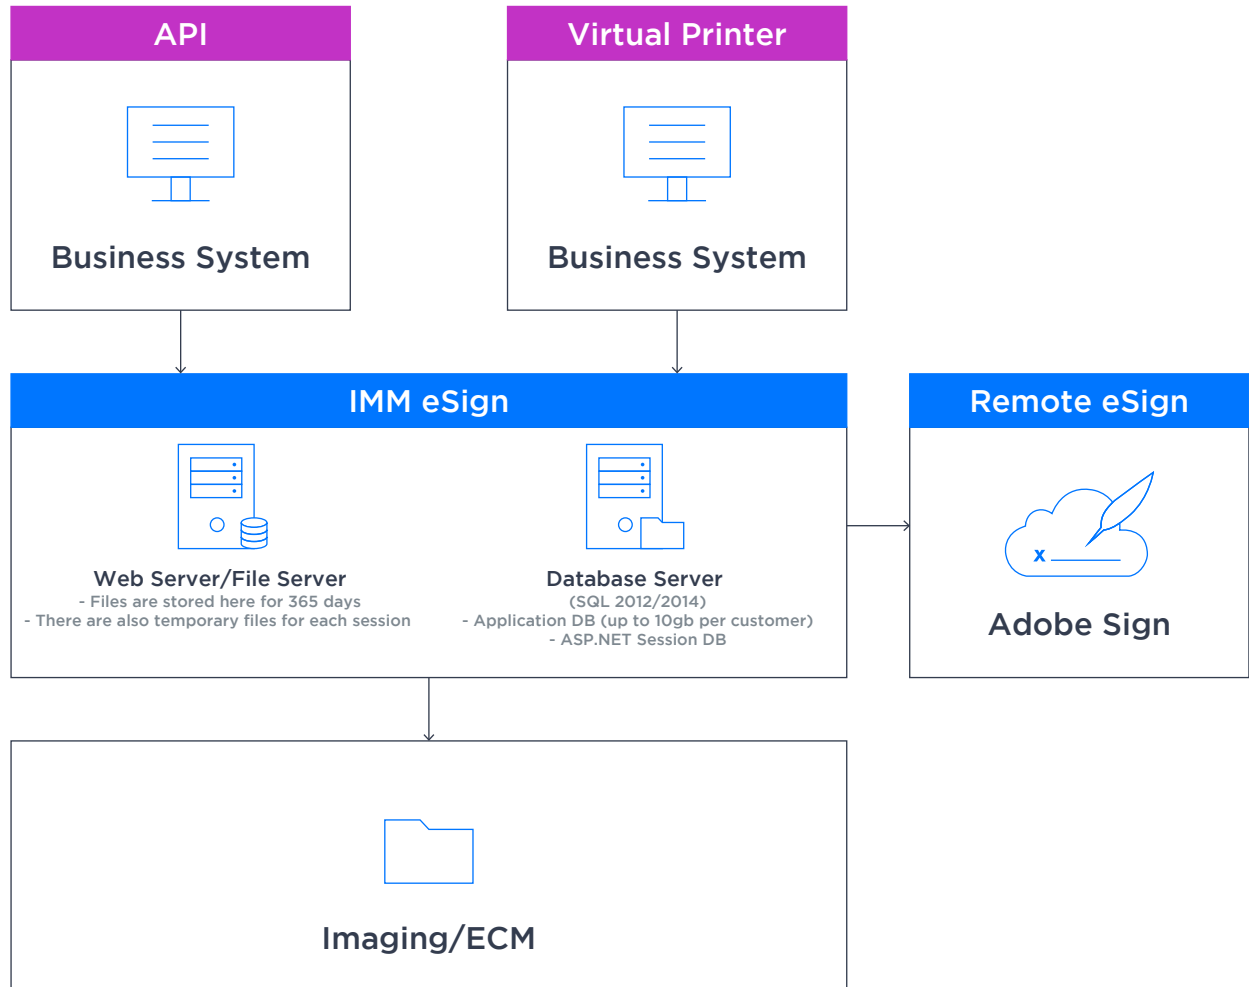 API
Virtual Printer
Business System
Business System
IMM eSign
Remote eSign
Web Server/File Server
- Files are stored here for 365 days
- There are also temporary files for each session
Database Server
(SQL 2012/2014)
- Application DB (up to 10gb per customer)
- ASP.NET Session DB
x
Adobe Sign
Imaging/ECM